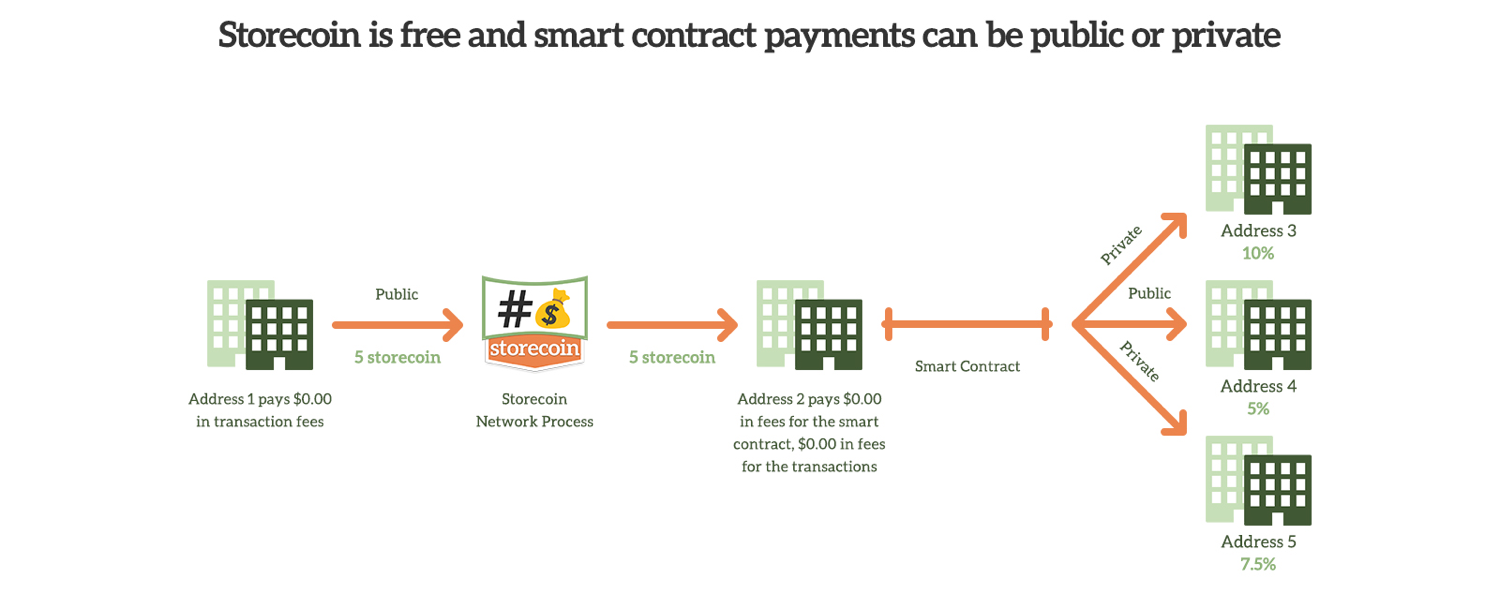 Storecoin is free and smart contract payments can be public or private
Public
5 storecoin
Address 1 pays $0.00
in transaction fees
#$
storecoin
Storecoin
Network Process
5 storecoin
Address 2 pays $0.00
in fees for the smart
contract, $0.00 in fees
for the transactions
Smart Contract
Private
Public
Private
Address 3
10%
Address 4
5%
Address 5
7.5%